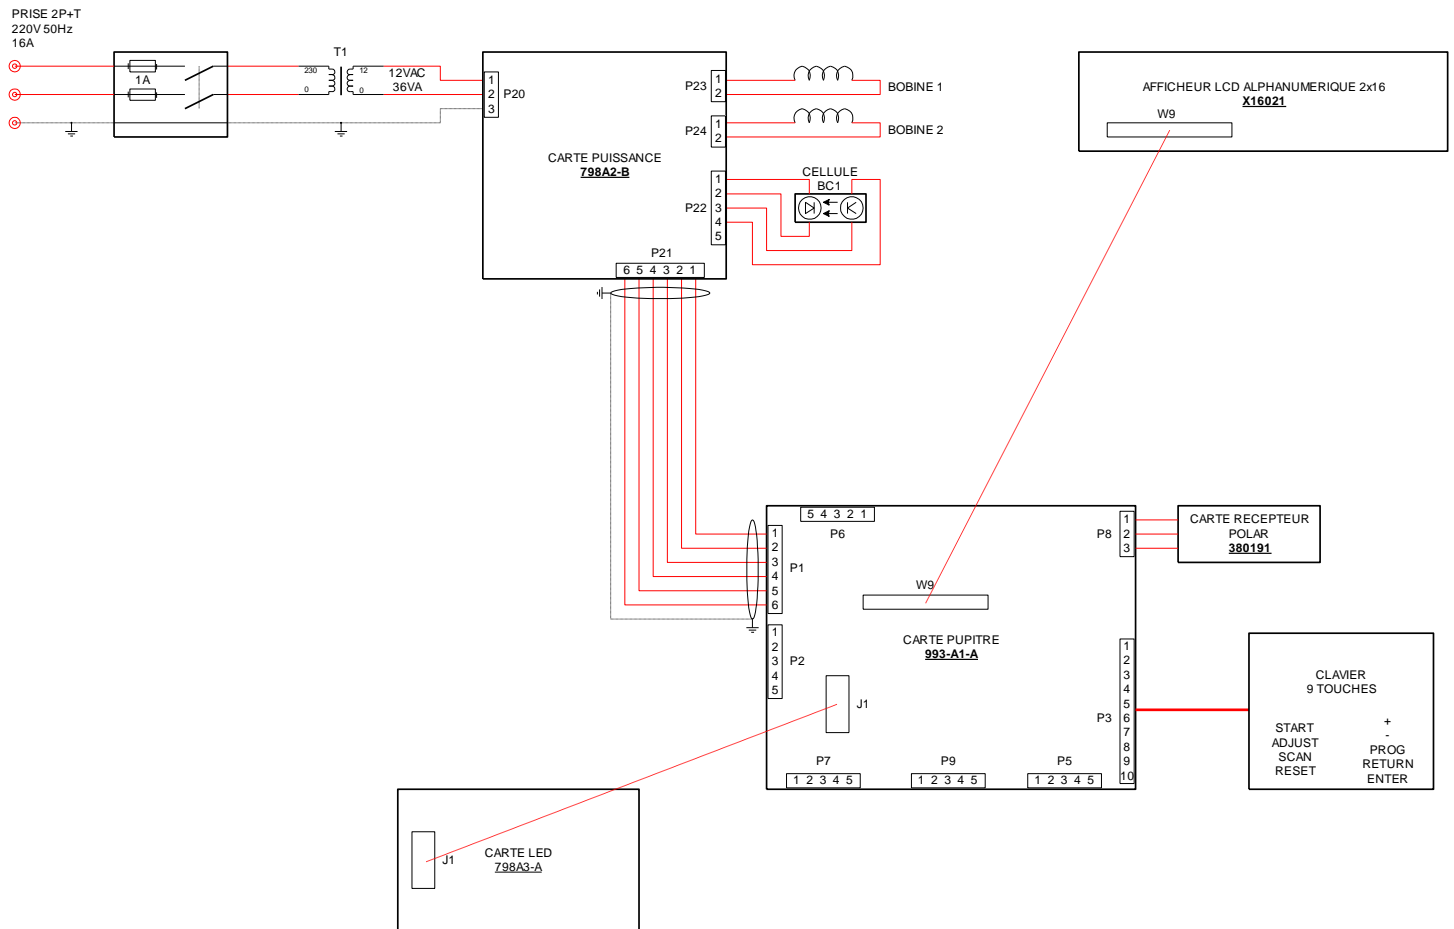 PRISE 2P+T
220V 50Hz
16A
1A
T1
230
0
12
0
12VAC
36VA
1
2
3
P20
CARTE PUISSANCE
798A2-B
P23
1
2
BOBINE 1
P24
1
2
BOBINE 2
P22
1
2
3
4
5
CELLULE
BC1
P21
6 5 4 3 2 1
AFFICHEUR LCD ALPHANUMERIQUE 2x16
X16021
W9
5 4 3 2 1
P6
1
2
3
4
5
6
P1
1
2
3
4
5
P2
W9
CARTE PUPITRE
993-A1-A
J1
P8
1
2
3
CARTE RECEPTEUR
POLAR
380191
P3
1
2
3
4
5
6
7
8
9
10
P7
1 2 3 4 5
P9
1 2 3 4 5
P5
1 2 3 4 5
CLAVIER
9 TOUCHES
START
ADJUST
SCAN
RESET
+
-
PROG
RETURN
ENTER
J1
CARTE LED
798A3-A